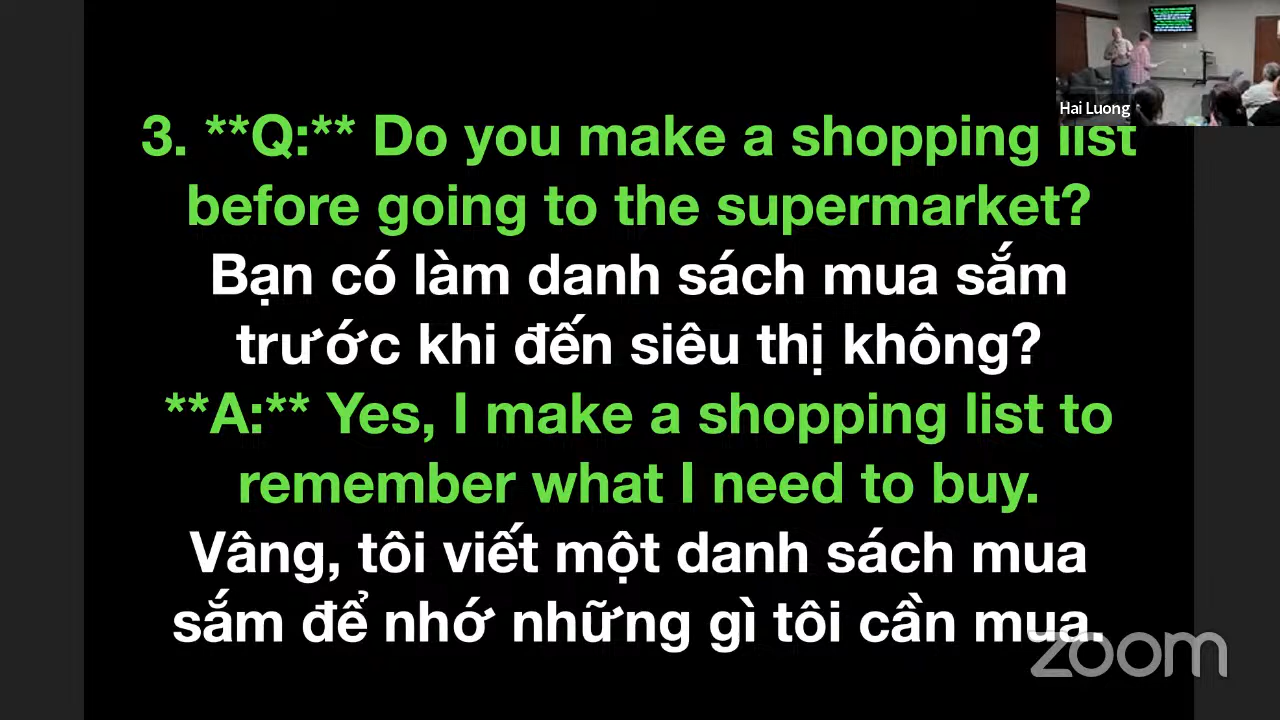 Hai Luong
3. **Q:** Do you make a shopping list
before going to the supermarket?
Bạn có làm danh sách mua sắm
trước khi đến siêu thị không?
**A:** Yes, I make a shopping list to
remember what I need to buy.
Vâng, tôi viết một danh sách mua
sắm để nhớ những gì tôi cần mua.
zoom